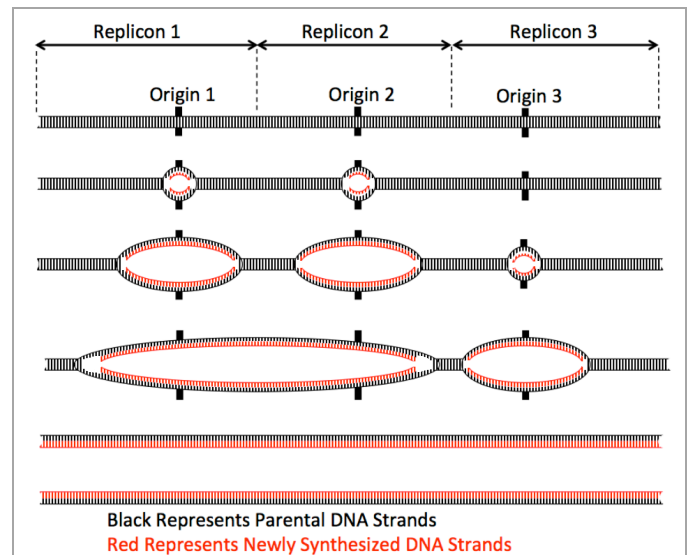 Replicon 1 Replicon 2 Replicon 3
Origin 1 Origin 2 Origin 3
Black Represents Parental DNA Strands
Red Represents Newly Synthesized DNA Strands